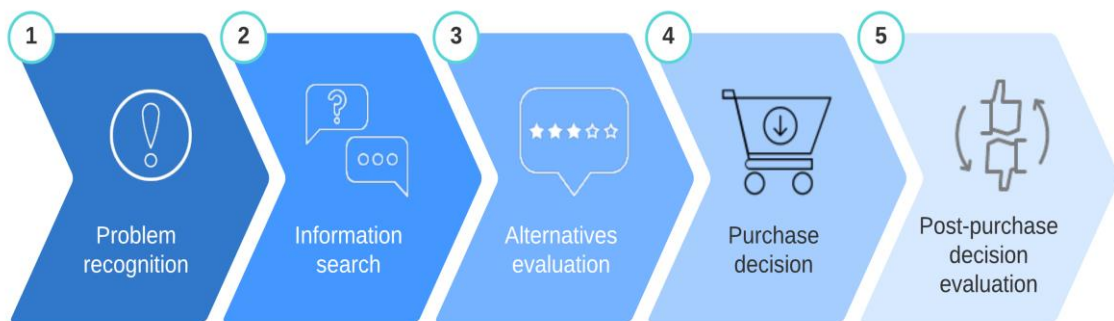 1
Problem
recognition
2
Information
search
3
Alternatives
evaluation
4
Purchase
decision
5
Post-purchase
decision
evaluation